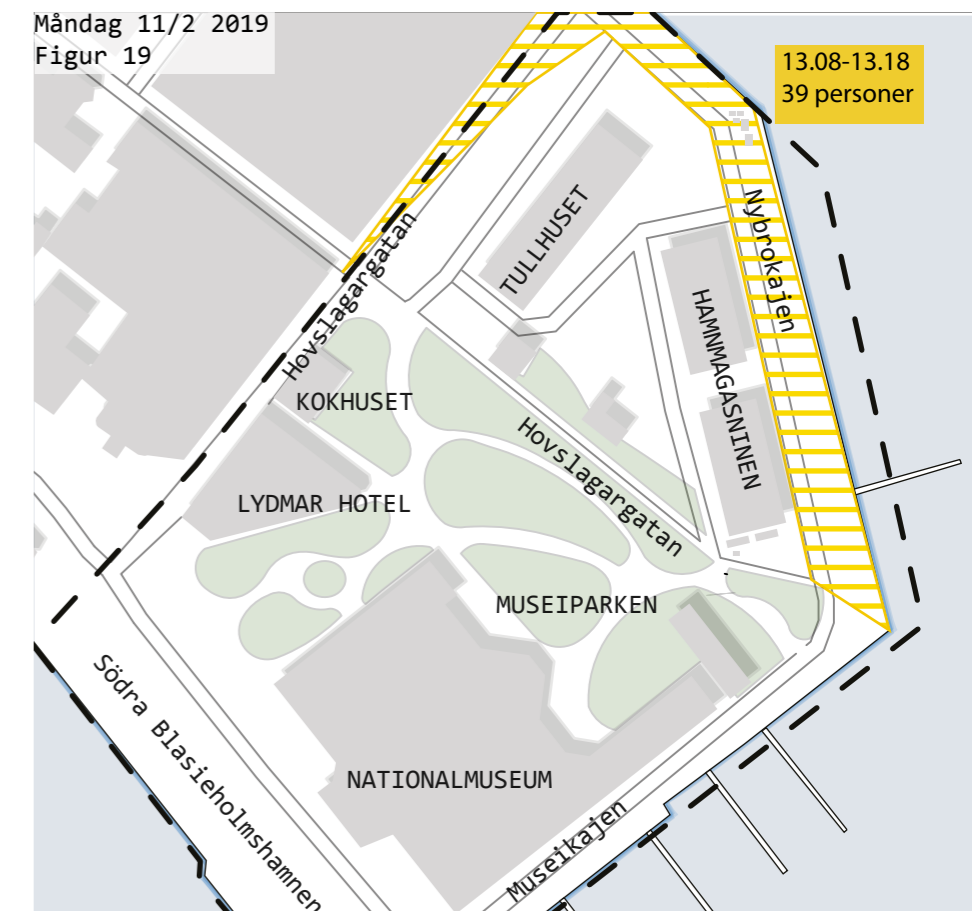 Måndag 11/2 2019
Figur 19
13.08-13.18
39 personer
Hovslagargatan
TULLHUSET
Nybrokajen
HAMNMAGASNINEN
KOKHUSET
Hovslagargatan
LYDMAR HOTEL
MUSEIPARKEN
Södra Blasieholmshamnen
NATIONALMUSEUM
Museikajen